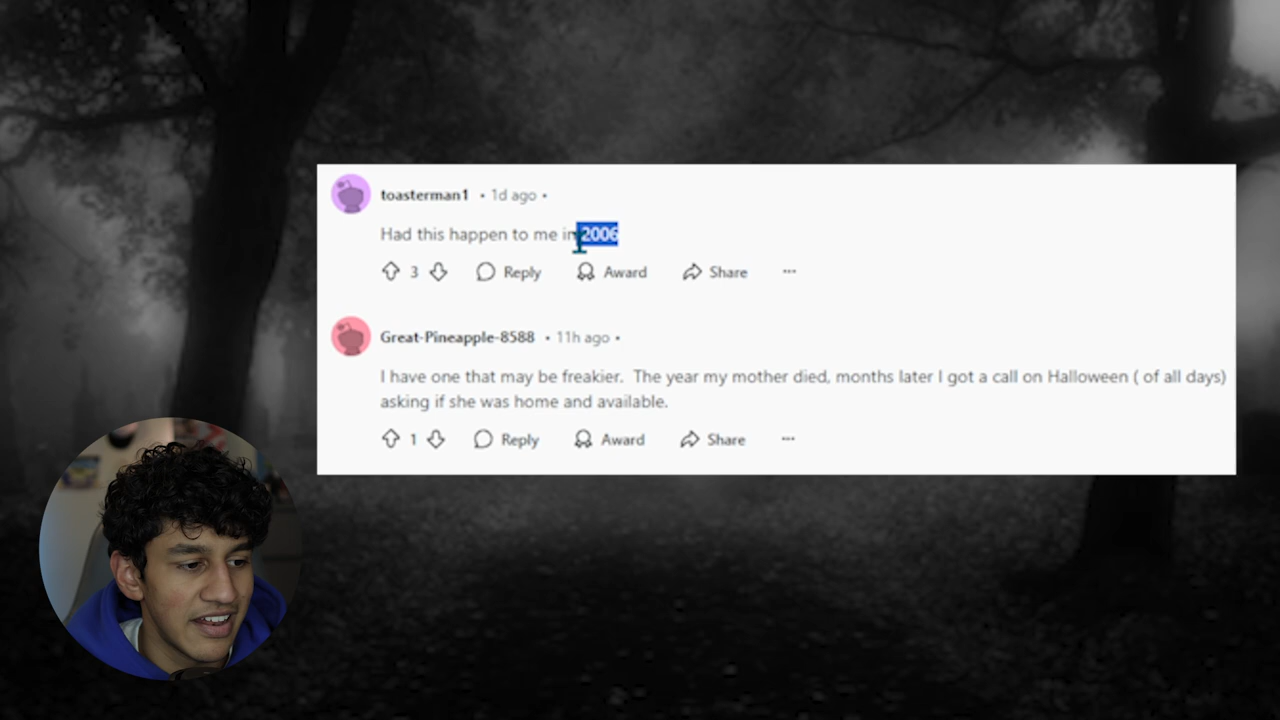 toasterman1 • 1d ago •
Had this happen to me in 2006
3 Reply Award Share ...
Great-Pineapple-8588 • 11h ago •
I have one that may be freakier. The year my mother died, months later I got a call on Halloween ( of all days)
asking if she was home and available.
1 Reply Award Share ...